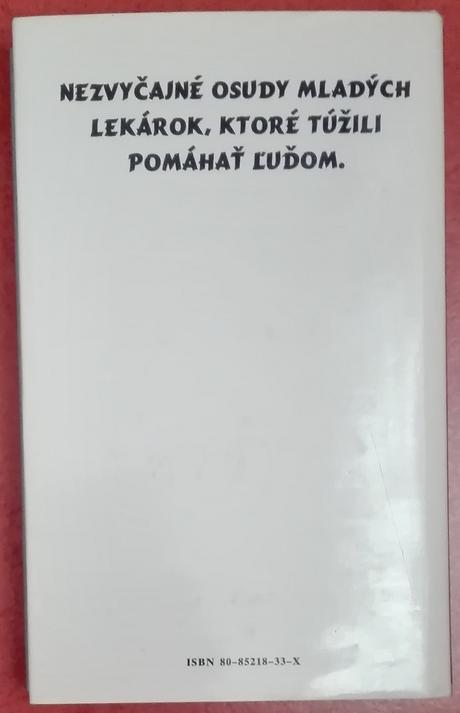 NEZVYČAJNÉ OSUDY MLADÝCH
LEKÁROK, KTORÉ TÚŽILI
POMÁHAŤ ĽUĎOM.
ISBN 80–85218–33–X